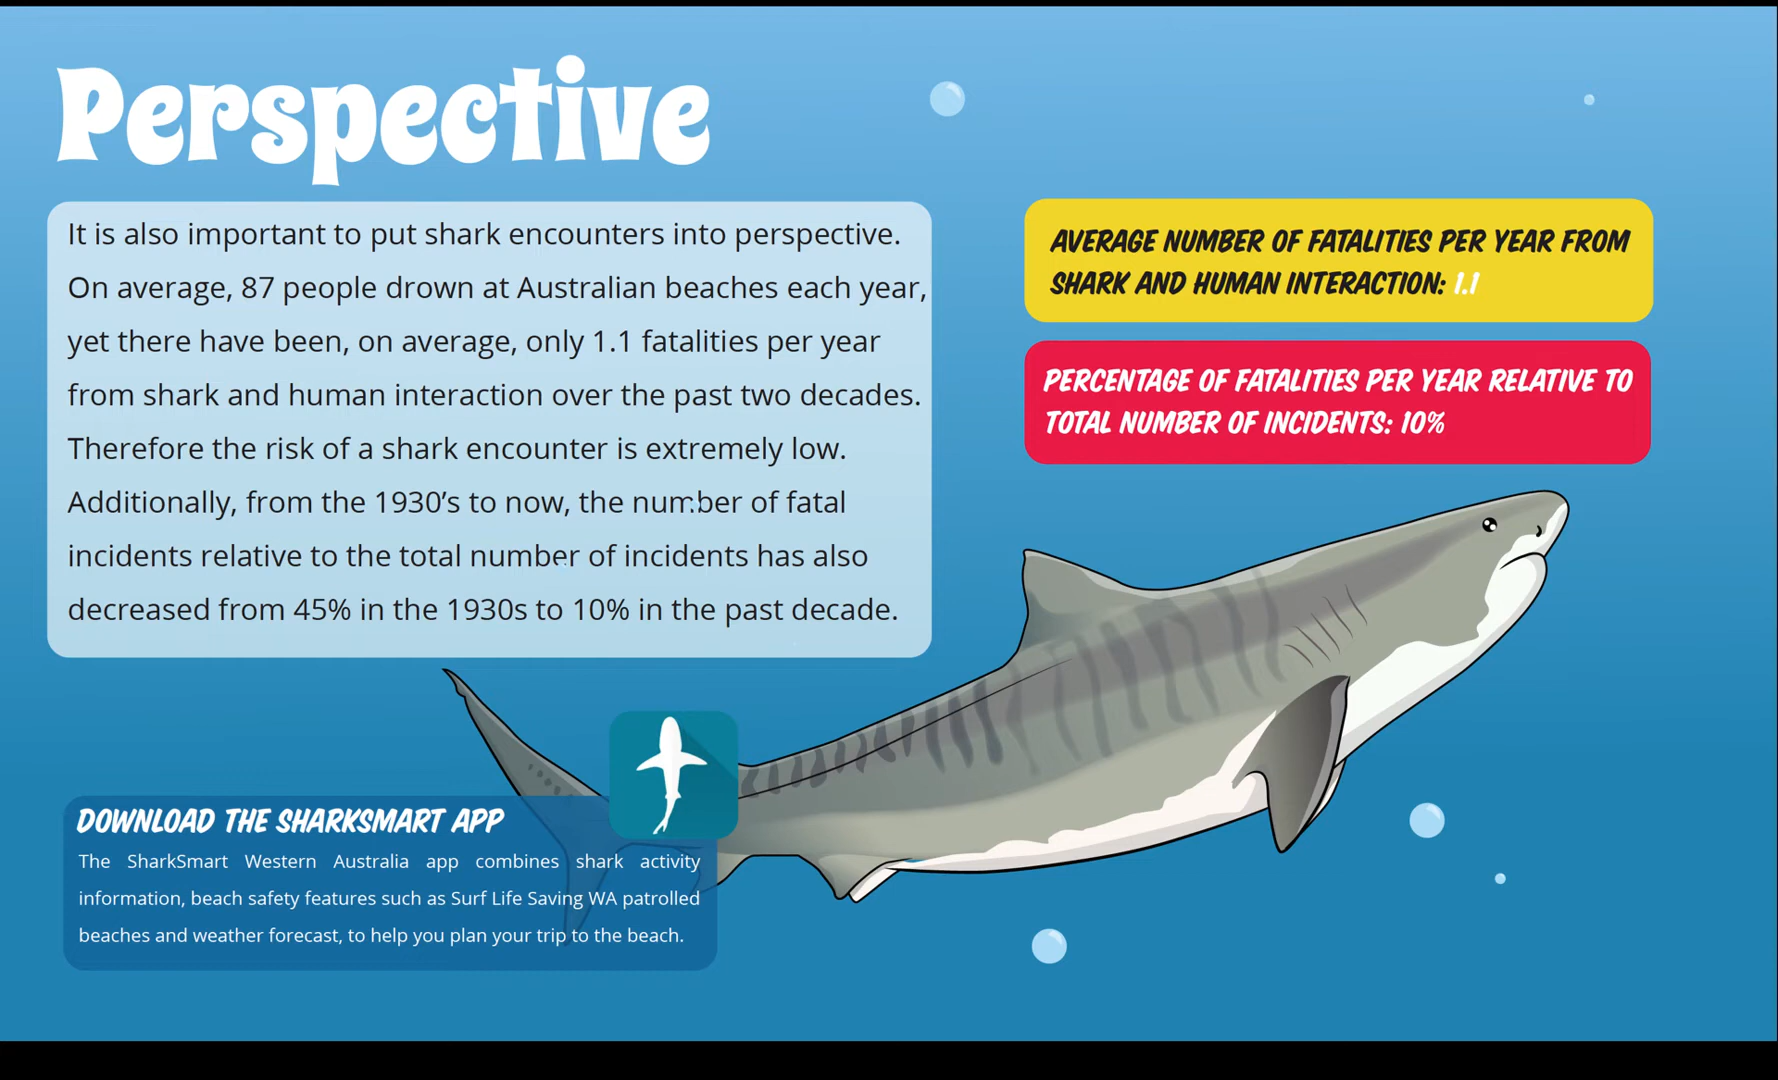 Perspective
It is also important to put shark encounters into perspective.
On average, 87 people drown at Australian beaches each year,
yet there have been, on average, only 1.1 fatalities per year
from shark and human interaction over the past two decades.
Therefore the risk of a shark encounter is extremely low.
Additionally, from the 1930’s to now, the number of fatal
incidents relative to the total number of incidents has also
decreased from 45% in the 1930s to 10% in the past decade.
AVERAGE NUMBER OF FATALITIES PER YEAR FROM
SHARK AND HUMAN INTERACTION: 1.1
PERCENTAGE OF FATALITIES PER YEAR RELATIVE TO
TOTAL NUMBER OF INCIDENTS: 10%
DOWNLOAD THE SHARKSMART APP
The SharkSmart Western Australia app combines shark activity
information, beach safety features such as Surf Life Saving WA patrolled
beaches and weather forecast, to help you plan your trip to the beach.